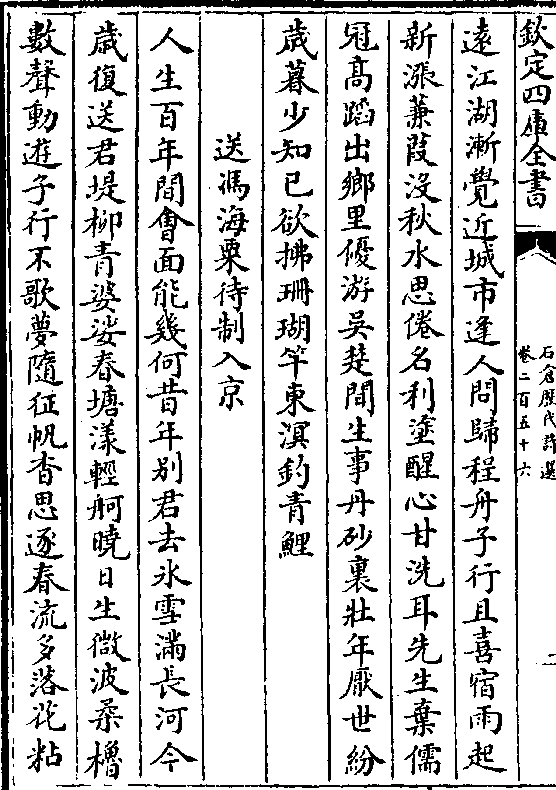 欽定四庫全書
石倉歷代詩選
卷二百五十六
二
遠江湖漸覺近城市逢人問歸程舟子行且喜宿雨起
新漲蒹葭沒秋水思倦名利塗醒心甘洗耳先生棄儒
冠髙蹈出鄉里優游吳楚間生事丹砂裏壯年厭世紛
歲暮少知已欲拂珊瑚竿東溟釣青鯉
送馮海粟待制入京
人生百年間會面能幾何昔年别君去氷雪滿長河今
歲復送君堤柳青婆娑春塘漾輕舸曉日生微波柔櫓
數聲動遊子行不歌夢隨征帆杳思逐春流多落花粘